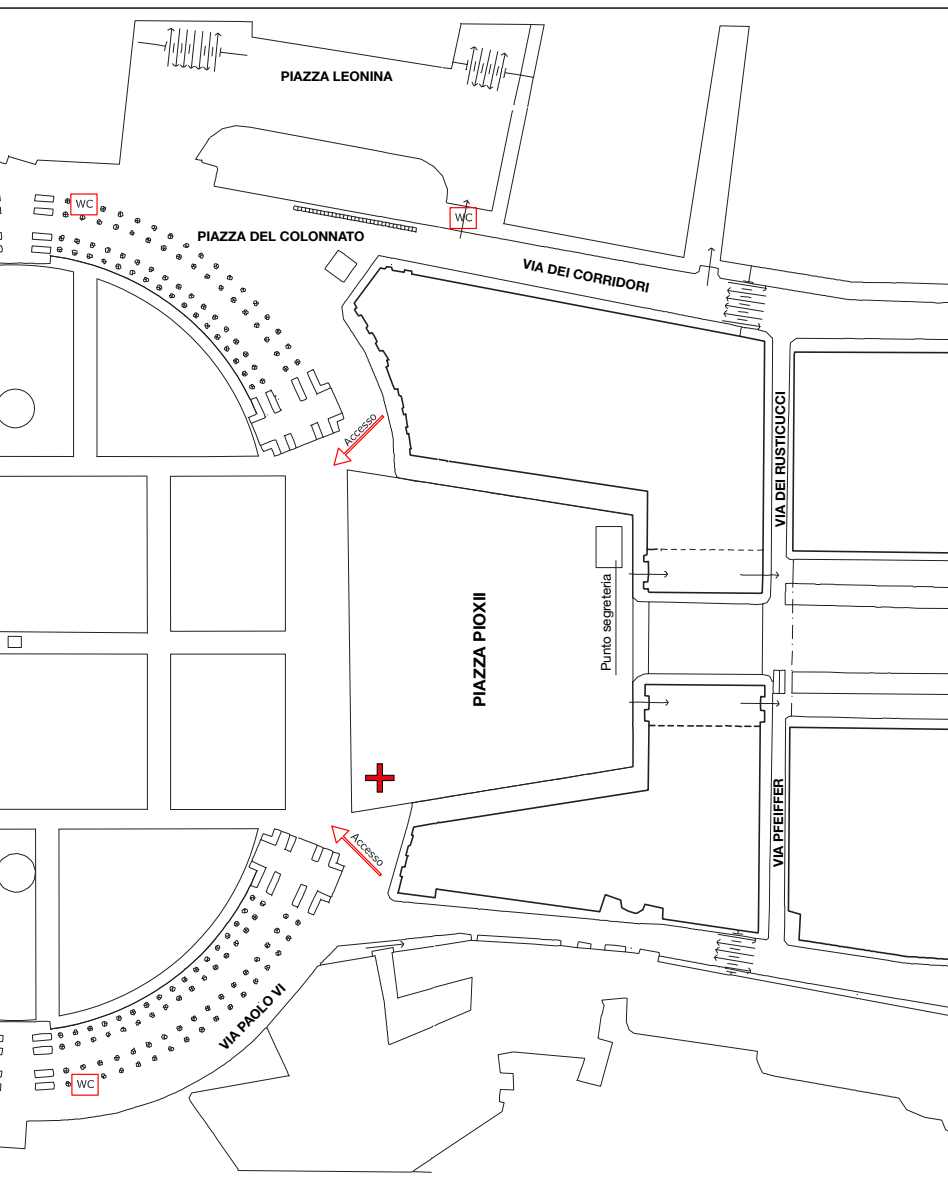 PIAZZA LEONINA
WC
WC
PIAZZA DEL COLONNATO
VIA DEI CORRIDORI
Accesso
VIA DEI RUSTICUCCI
Punto segreteria
PIAZZA PIOXII
Accesso
VIA PFEIFFER
VIA PAOLO VI
WC